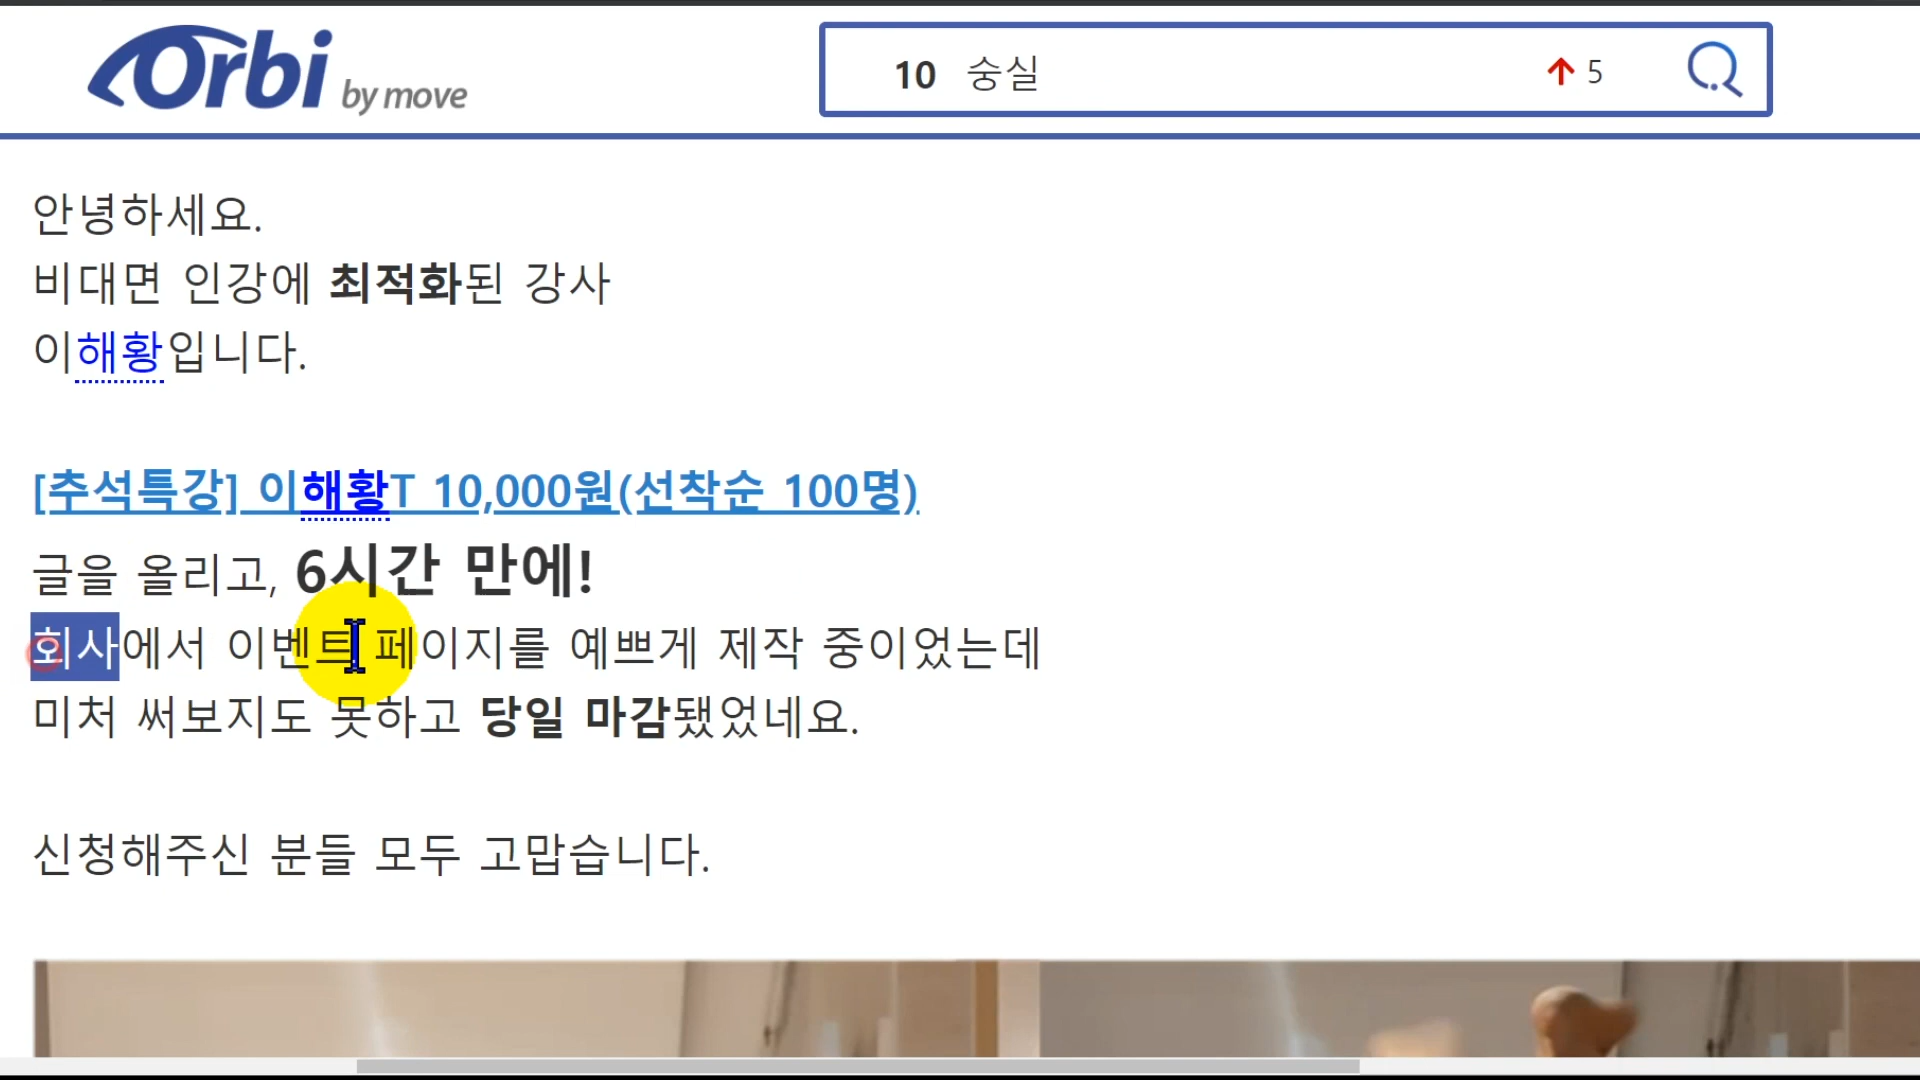 Orbi by move
10 숭실 5
안녕하세요.
비대면 인강에 최적화된 강사
이해황입니다.
[추석특강] 이해황T 10,000원(선착순 100명)
글을 올리고, 6시간 만에!
회사에서 이벤트 페이지를 예쁘게 제작 중이었는데
미처 써보지도 못하고 당일 마감됐었네요.
신청해주신 분들 모두 고맙습니다.